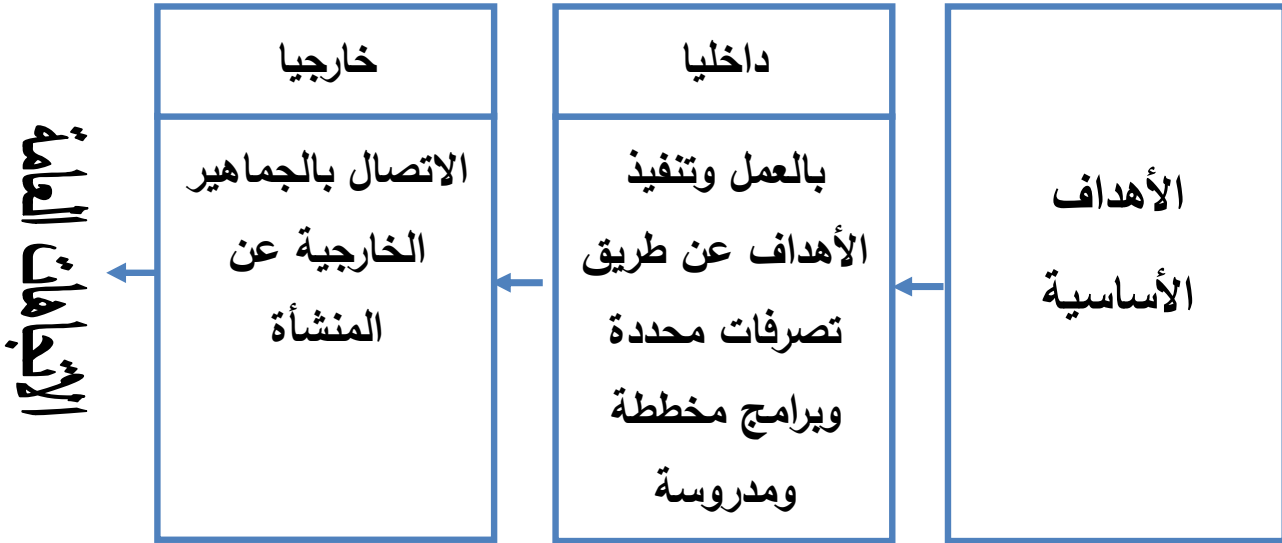 الأهداف
الأساسية
داخليا
بالعمل وتنفيذ
الأهداف عن طريق
تصرفات محددة
وبرامج مخططة
ومدروسة
خارجيا
الاتصال بالجماهير
الخارجية عن
المنشأة
الاتجاهات العامة